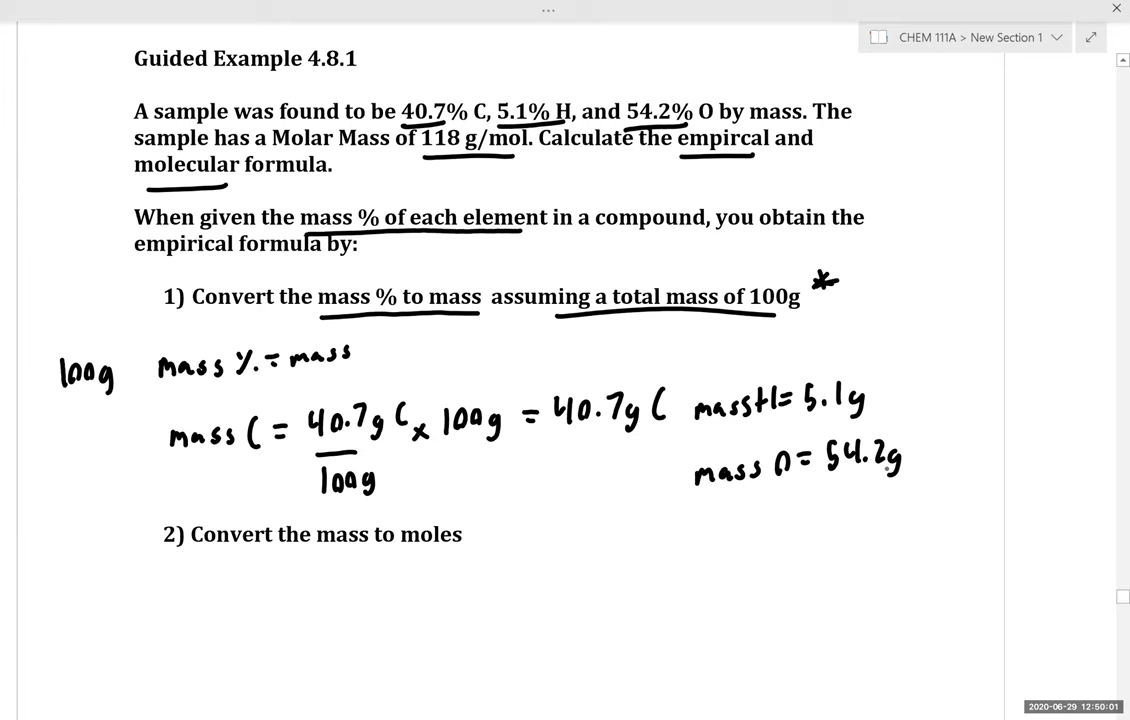 CHEM 111A > New Section 1
Guided Example 4.8.1
A sample was found to be 40.7% C, 5.1% H, and 54.2% O by mass. The
sample has a Molar Mass of 118 g/mol. Calculate the empircal and
molecular formula.
When given the mass % of each element in a compound, you obtain the
empirical formula by:
1) Convert the mass % to mass assuming a total mass of 100g *
100g mass % = mass
mass C = 40.7g C x 100g = 40.7g C mass H = 5.1g
100g
mass O = 54.2g
2) Convert the mass to moles
2020-06-29 12:50:01